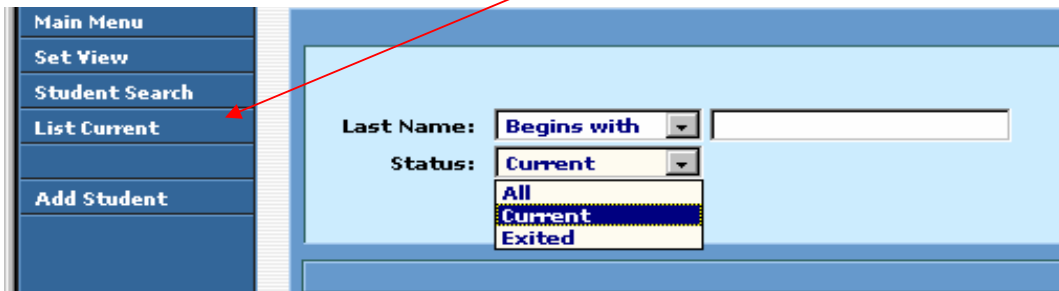 Main Menu
Set View
Student Search
List Current
Add Student
Last Name: Begins with
Status: Current
All
Current
Exited